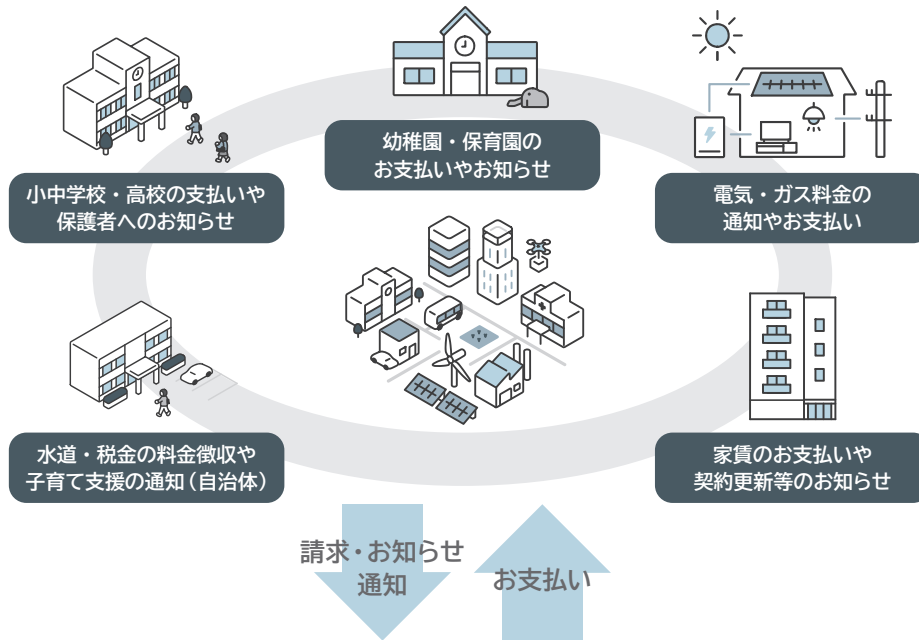 幼稚園・保育園の
お支払いやお知らせ
小中学校・高校の支払いや
保護者へのお知らせ
電気・ガス料金の
通知やお支払い
水道・税金の料金徴収や
子育て支援の通知（自治体）
家賃のお支払いや
契約更新等のお知らせ
請求・お知らせ
通知
お支払い